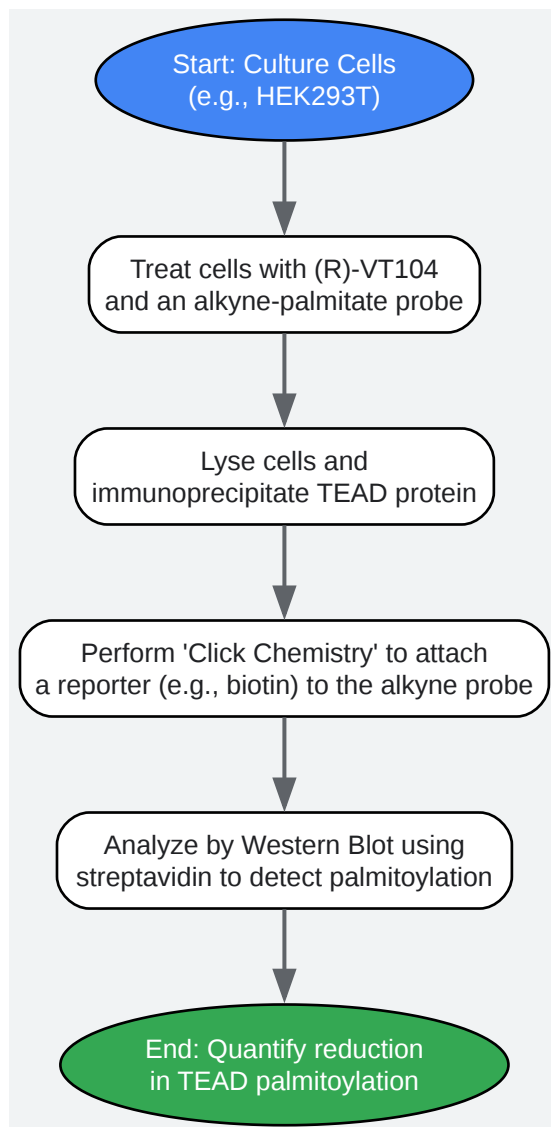 Start: Culture Cells
(e.g., HEK293T)
Treat cells with (R)-VT104
and an alkyne-palmitate probe
Lyse cells and
immunoprecipitate TEAD protein
Perform 'Click Chemistry' to attach
a reporter (e.g., biotin) to the alkyne probe
Analyze by Western Blot using
streptavidin to detect palmitoylation
End: Quantify reduction
in TEAD palmitoylation